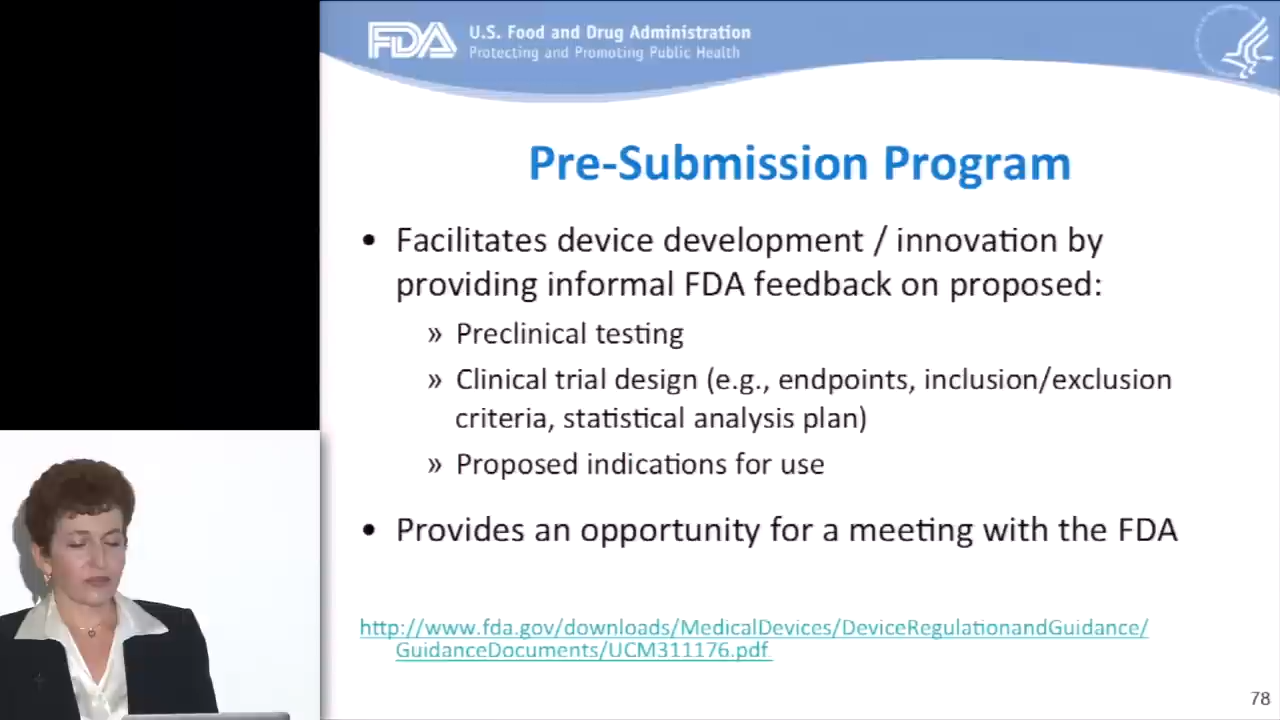 FDA
U.S. Food and Drug Administration
Protecting and Promoting Public Health
Pre-Submission Program
• Facilitates device development / innovation by
providing informal FDA feedback on proposed:
» Preclinical testing
» Clinical trial design (e.g., endpoints, inclusion/exclusion
criteria, statistical analysis plan)
» Proposed indications for use
• Provides an opportunity for a meeting with the FDA
http://www.fda.gov/downloads/MedicalDevices/DeviceRegulationandGuidance/
GuidanceDocuments/UCM311176.pdf
78